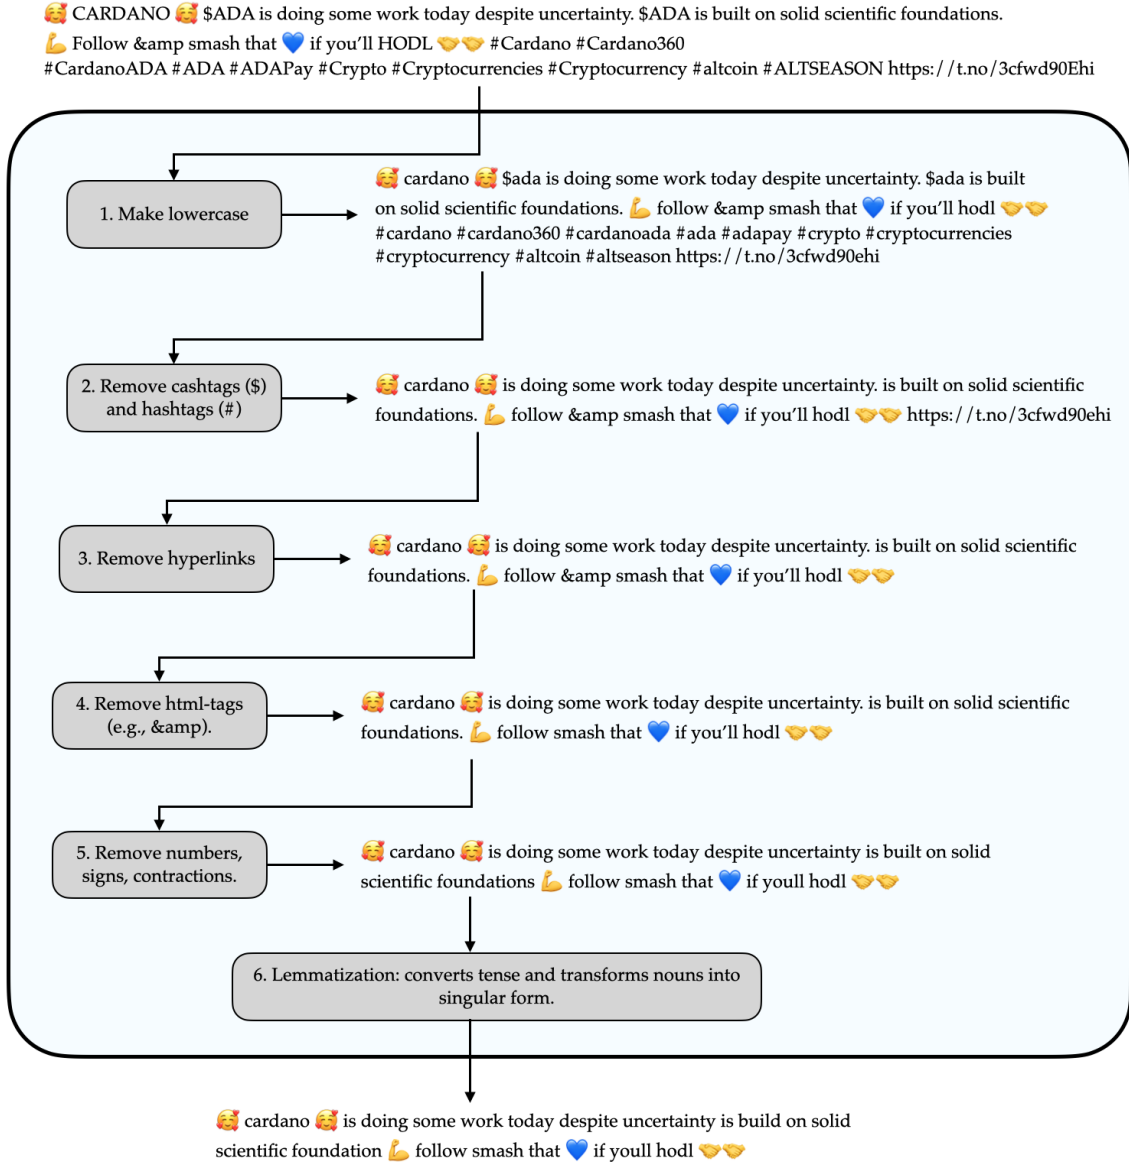 🥰 CARDANO 🥰 $ADA is doing some work today despite uncertainty. $ADA is built on solid scientific foundations.
💪 Follow &amp smash that 💙 if you’ll HODL 🤝🤝 #Cardano #Cardano360
#CardanoADA #ADA #ADAPay #Crypto #Cryptocurrencies #Cryptocurrency #altcoin #ALTSEASON https://t.no/3cfwd90Ehi
1. Make lowercase
🥰 cardano 🥰 $ada is doing some work today despite uncertainty. $ada is built
on solid scientific foundations. 💪 follow &amp smash that 💙 if you’ll hodl 🤝🤝
#cardano #cardano360 #cardanoada #ada #adapay #crypto #cryptocurrencies
#cryptocurrency #altcoin #altseason https://t.no/3cfwd90ehi
2. Remove cashtags ($)
and hashtags (#)
🥰 cardano 🥰 is doing some work today despite uncertainty. is built on solid scientific
foundations. 💪 follow &amp smash that 💙 if you’ll hodl 🤝🤝 https://t.no/3cfwd90ehi
3. Remove hyperlinks
🥰 cardano 🥰 is doing some work today despite uncertainty. is built on solid scientific
foundations. 💪 follow &amp smash that 💙 if you’ll hodl 🤝🤝
4. Remove html-tags
(e.g., &amp).
🥰 cardano 🥰 is doing some work today despite uncertainty. is built on solid scientific
foundations. 💪 follow smash that 💙 if you’ll hodl 🤝🤝
5. Remove numbers,
signs, contractions.
🥰 cardano 🥰 is doing some work today despite uncertainty is built on solid
scientific foundations 💪 follow smash that 💙 if youll hodl 🤝🤝
6. Lemmatization: converts tense and transforms nouns into
singular form.
🥰 cardano 🥰 is doing some work today despite uncertainty is build on solid
scientific foundation 💪 follow smash that 💙 if youll hodl 🤝🤝